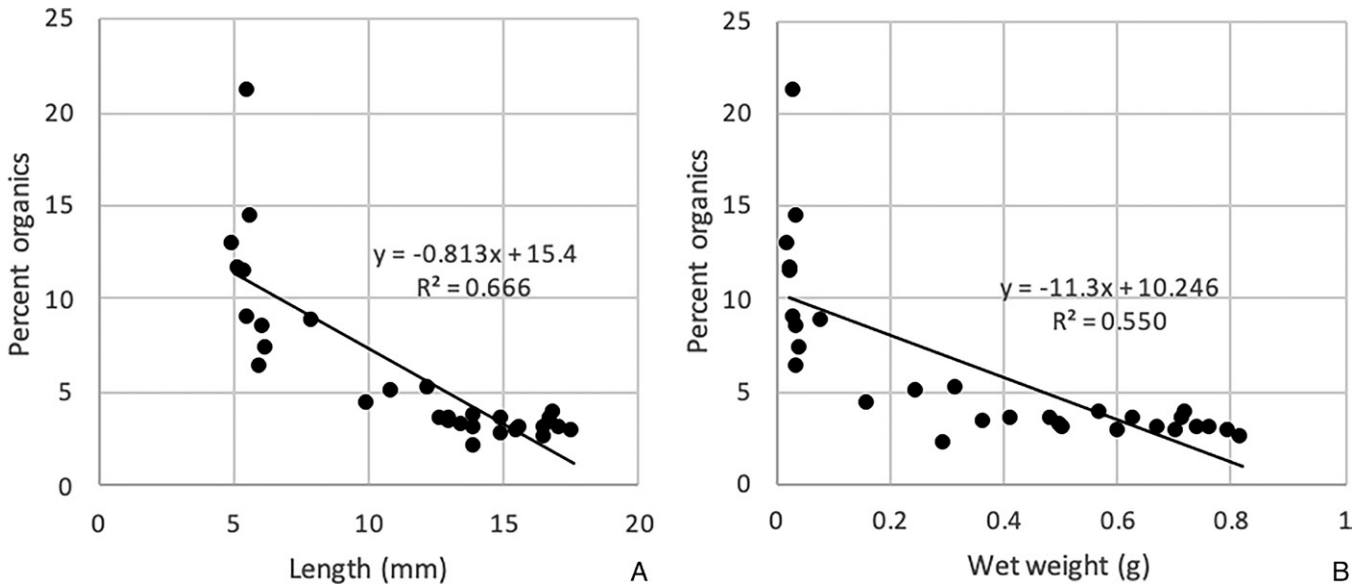 25
20
15
10
5
0
0
5
10
15
20
Percent organics
y = -0.813x + 15.4
R² = 0.666
Length (mm)
A
25
20
15
10
5
0
0
0.2
0.4
0.6
0.8
1
Percent organics
y = -11.3x + 10.246
R² = 0.550
Wet weight (g)
B